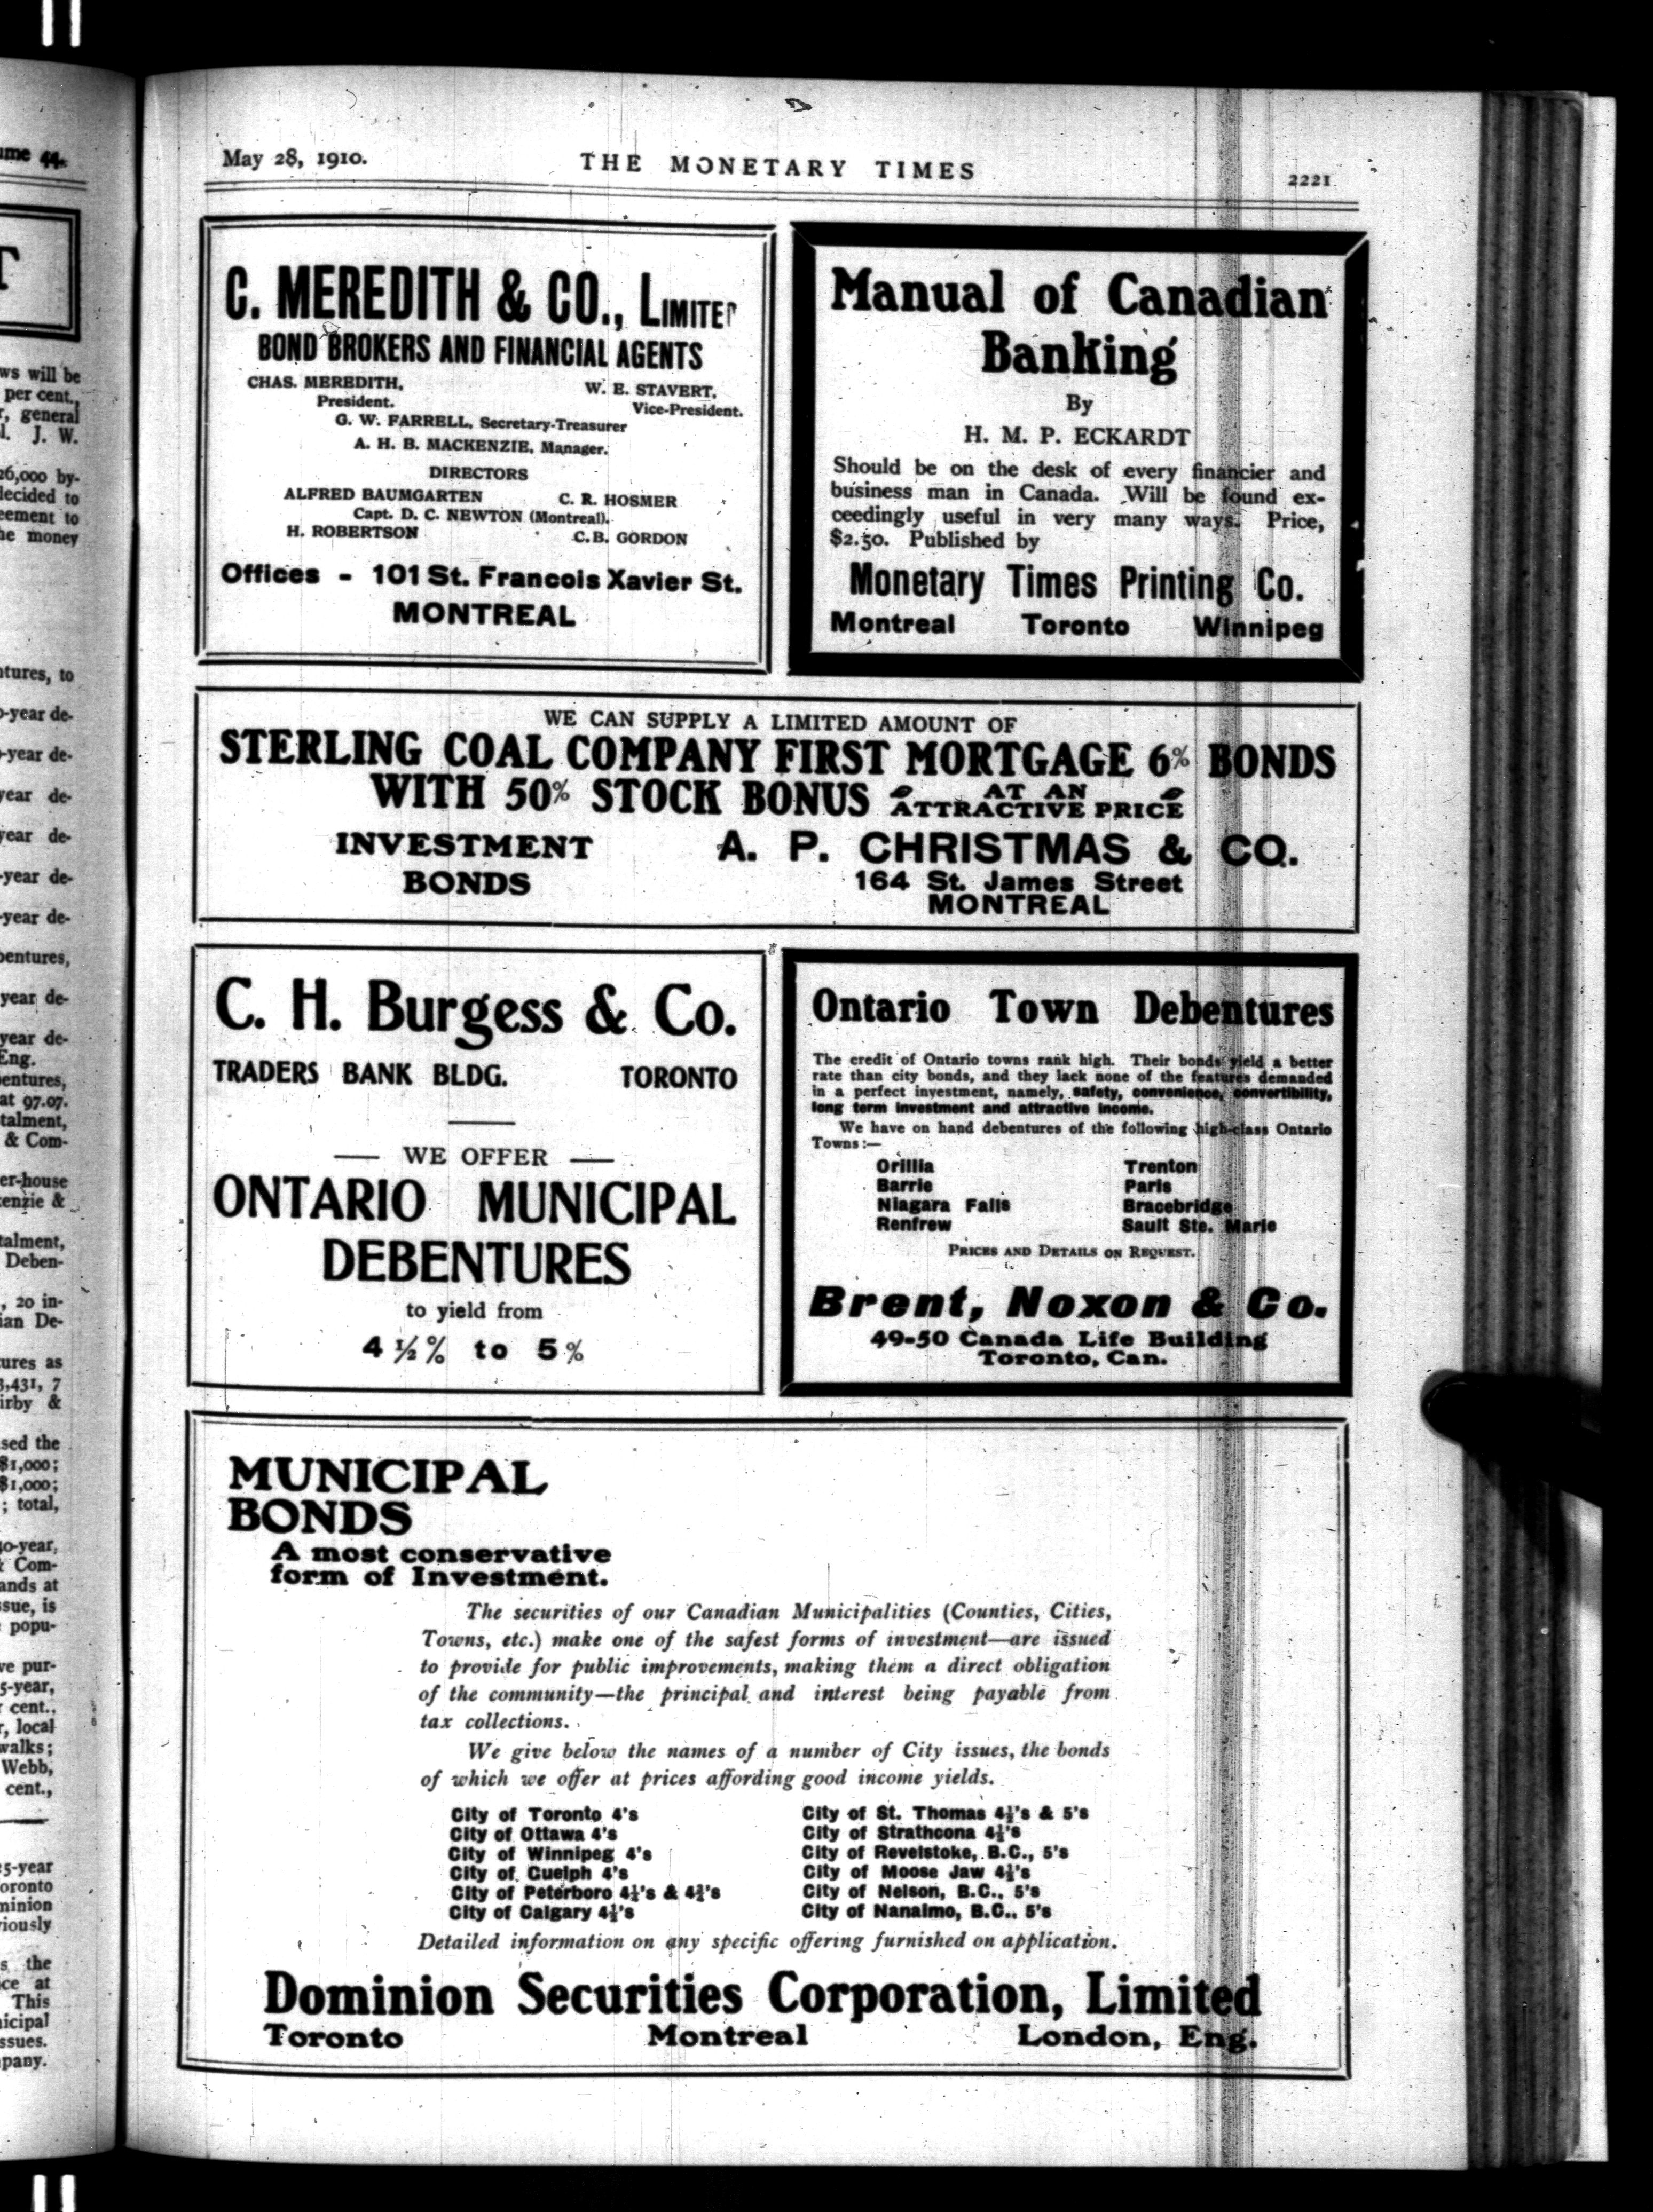 May 28, 1910.
THE MONETARY TIMES
2221
C. MEREDITH & CO., LIMITED
BOND BROKERS AND FINANCIAL AGENTS
CHAS. MEREDITH,
President.
W. E. STAVERT,
Vice-President.
G. W. FARRELL, Secretary-Treasurer
A. H. B. MACKENZIE, Manager.
DIRECTORS
ALFRED BAUMGARTEN C. R. HOSMER
Capt. D. C. NEWTON (Montreal).
H. ROBERTSON C. B. GORDON
Offices - 101 St. Francois Xavier St.
MONTREAL
Manual of Canadian
Banking
By
H. M. P. ECKARDT
Should be on the desk of every financier and
business man in Canada. Will be found ex-
ceedingly useful in very many ways. Price,
$2.50. Published by
Monetary Times Printing Co.
Montreal Toronto Winnipeg
WE CAN SUPPLY A LIMITED AMOUNT OF
STERLING COAL COMPANY FIRST MORTGAGE 6% BONDS
WITH 50% STOCK BONUS AT AN
ATTRACTIVE PRICE
INVESTMENT
BONDS
A. P. CHRISTMAS & CO.
164 St. James Street
MONTREAL
C. H. Burgess & Co.
TRADERS BANK BLDG. TORONTO
WE OFFER
ONTARIO MUNICIPAL
DEBENTURES
to yield from
4½% to 5%
Ontario Town Debentures
The credit of Ontario towns rank high. Their bonds yield a better
rate than city bonds, and they lack none of the features demanded
in a perfect investment, namely, safety, convenience, convertibility,
long term investment and attractive income.
We have on hand debentures of the following high-class Ontario
Towns:—
Orillia Trenton
Barrie Paris
Niagara Falls Bracebridge
Renfrew Sault Ste. Marie
PRICES AND DETAILS ON REQUEST.
Brent, Noxon & Co.
49-50 Canada Life Building
Toronto, Can.
MUNICIPAL
BONDS
A most conservative
form of Investment.
The securities of our Canadian Municipalities (Counties, Cities,
Towns, etc.) make one of the safest forms of investment—are issued
to provide for public improvements, making them a direct obligation
of the community—the principal and interest being payable from
tax collections.
We give below the names of a number of City issues, the bonds
of which we offer at prices affording good income yields.
City of Toronto 4's
City of Ottawa 4's
City of Winnipeg 4's
City of Guelph 4's
City of Peterboro 4¼'s & 4½'s
City of Calgary 4½'s
City of St. Thomas 4½'s & 5's
City of Strathcona 4½'s
City of Revelstoke, B.C., 5's
City of Moose Jaw 4½'s
City of Nelson, B.C., 5's
City of Nanaimo, B.C., 5's
Detailed information on any specific offering furnished on application.
Dominion Securities Corporation, Limited
Toronto Montreal London, Eng.